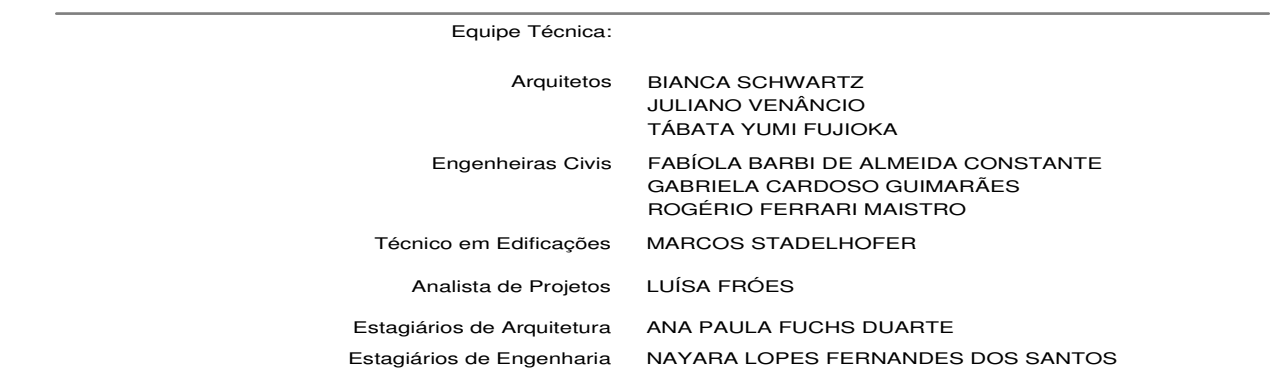 Equipe Técnica:
Arquitetos BIANCA SCHWARTZ
JULIANO VENÂNCIO
TÁBATA YUMI FUJIOKA
Engenheiras Civis FABÍOLA BARBI DE ALMEIDA CONSTANTE
GABRIELA CARDOSO GUIMARÃES
ROGÉRIO FERRARI MAISTRO
Técnico em Edificações MARCOS STADELHOFER
Analista de Projetos LUÍSA FRÓES
Estagiários de Arquitetura ANA PAULA FUCHS DUARTE
Estagiários de Engenharia NAYARA LOPES FERNANDES DOS SANTOS